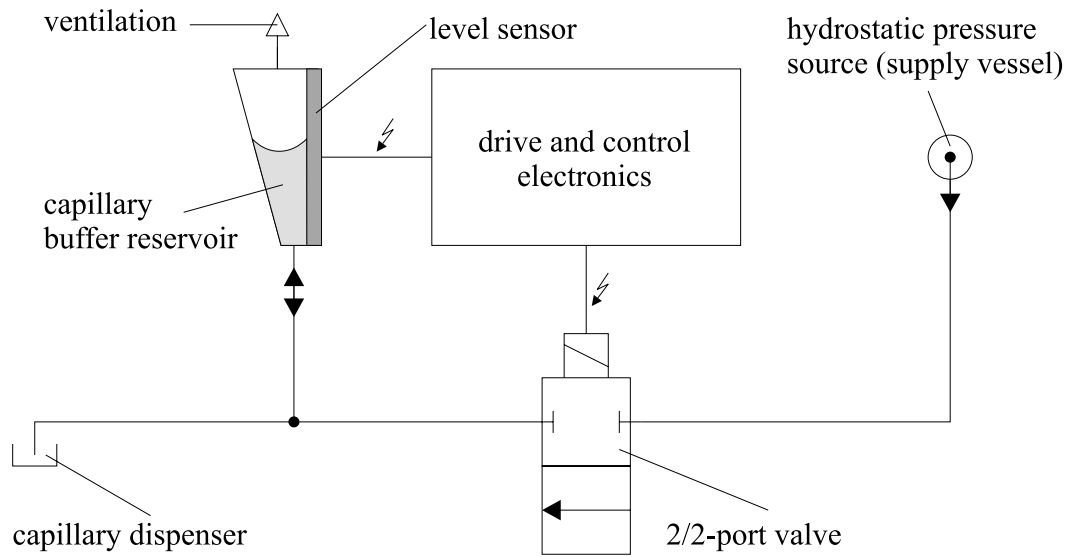 ventilation
level sensor
hydrostatic pressure
source (supply vessel)
drive and control
electronics
capillary
buffer reservoir
capillary dispenser
2/2-port valve